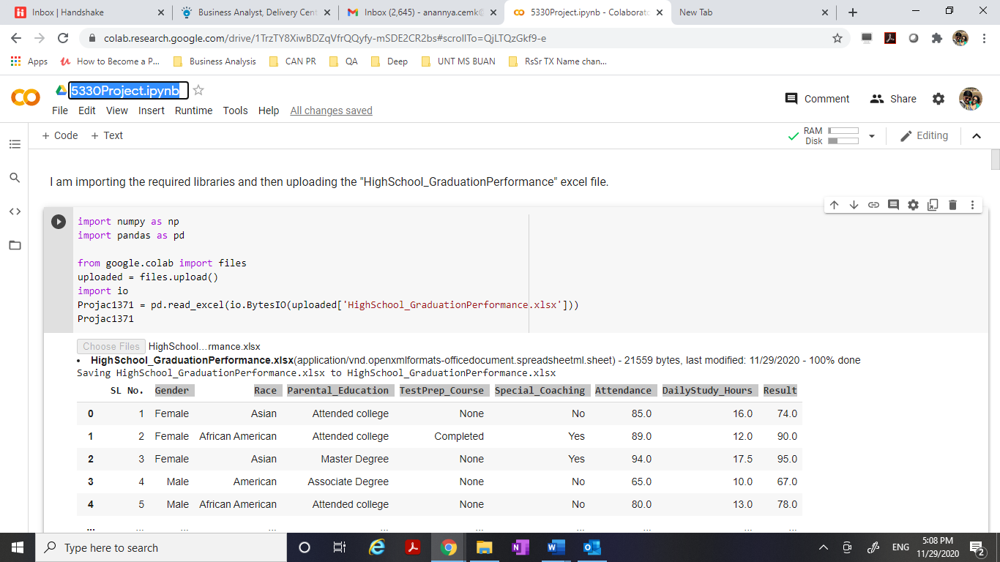 Inbox | Handshake
Business Analyst, Delivery Cent
Inbox (2,645) - anannya.cemk@
5330Project.ipynb - Colaborato
New Tab
colab.research.google.com/drive/1TrzTY8XiwBDZqVfrQQyfy-mSDE2CR2bs#scrollTo=QjLTQzGkf9-e
Apps
How to Become a P...
Business Analysis
CAN PR
QA
Deep
UNT MS BUAN
RsSr TX Name chan...
5330Project.ipynb
File Edit View Insert Runtime Tools Help All changes saved
Comment
Share
+ Code + Text
RAM
Disk
Editing
I am importing the required libraries and then uploading the "HighSchool_GraduationPerformance" excel file.
import numpy as np
import pandas as pd
from google.colab import files
uploaded = files.upload()
import io
Projac1371 = pd.read_excel(io.BytesIO(uploaded['HighSchool_GraduationPerformance.xlsx']))
Projac1371
Choose Files HighSchool...rmance.xlsx
• HighSchool_GraduationPerformance.xlsx(application/vnd.openxmlformats-officedocument.spreadsheetml.sheet) - 21559 bytes, last modified: 11/29/2020 - 100% done
Saving HighSchool_GraduationPerformance.xlsx to HighSchool_GraduationPerformance.xlsx
SL No. Gender Race Parental_Education TestPrep_Course Special_Coaching Attendance DailyStudy_Hours Result
0 1 Female Asian Attended college None No 85.0 16.0 74.0
1 2 Female African American Attended college Completed Yes 89.0 12.0 90.0
2 3 Female Asian Master Degree None Yes 94.0 17.5 95.0
3 4 Male American Associate Degree None No 65.0 10.0 67.0
4 5 Male African American Attended college None No 80.0 13.0 78.0
... ... ... ... ... ... ... ... ... ...
Type here to search
ENG
5:08 PM
11/29/2020
2